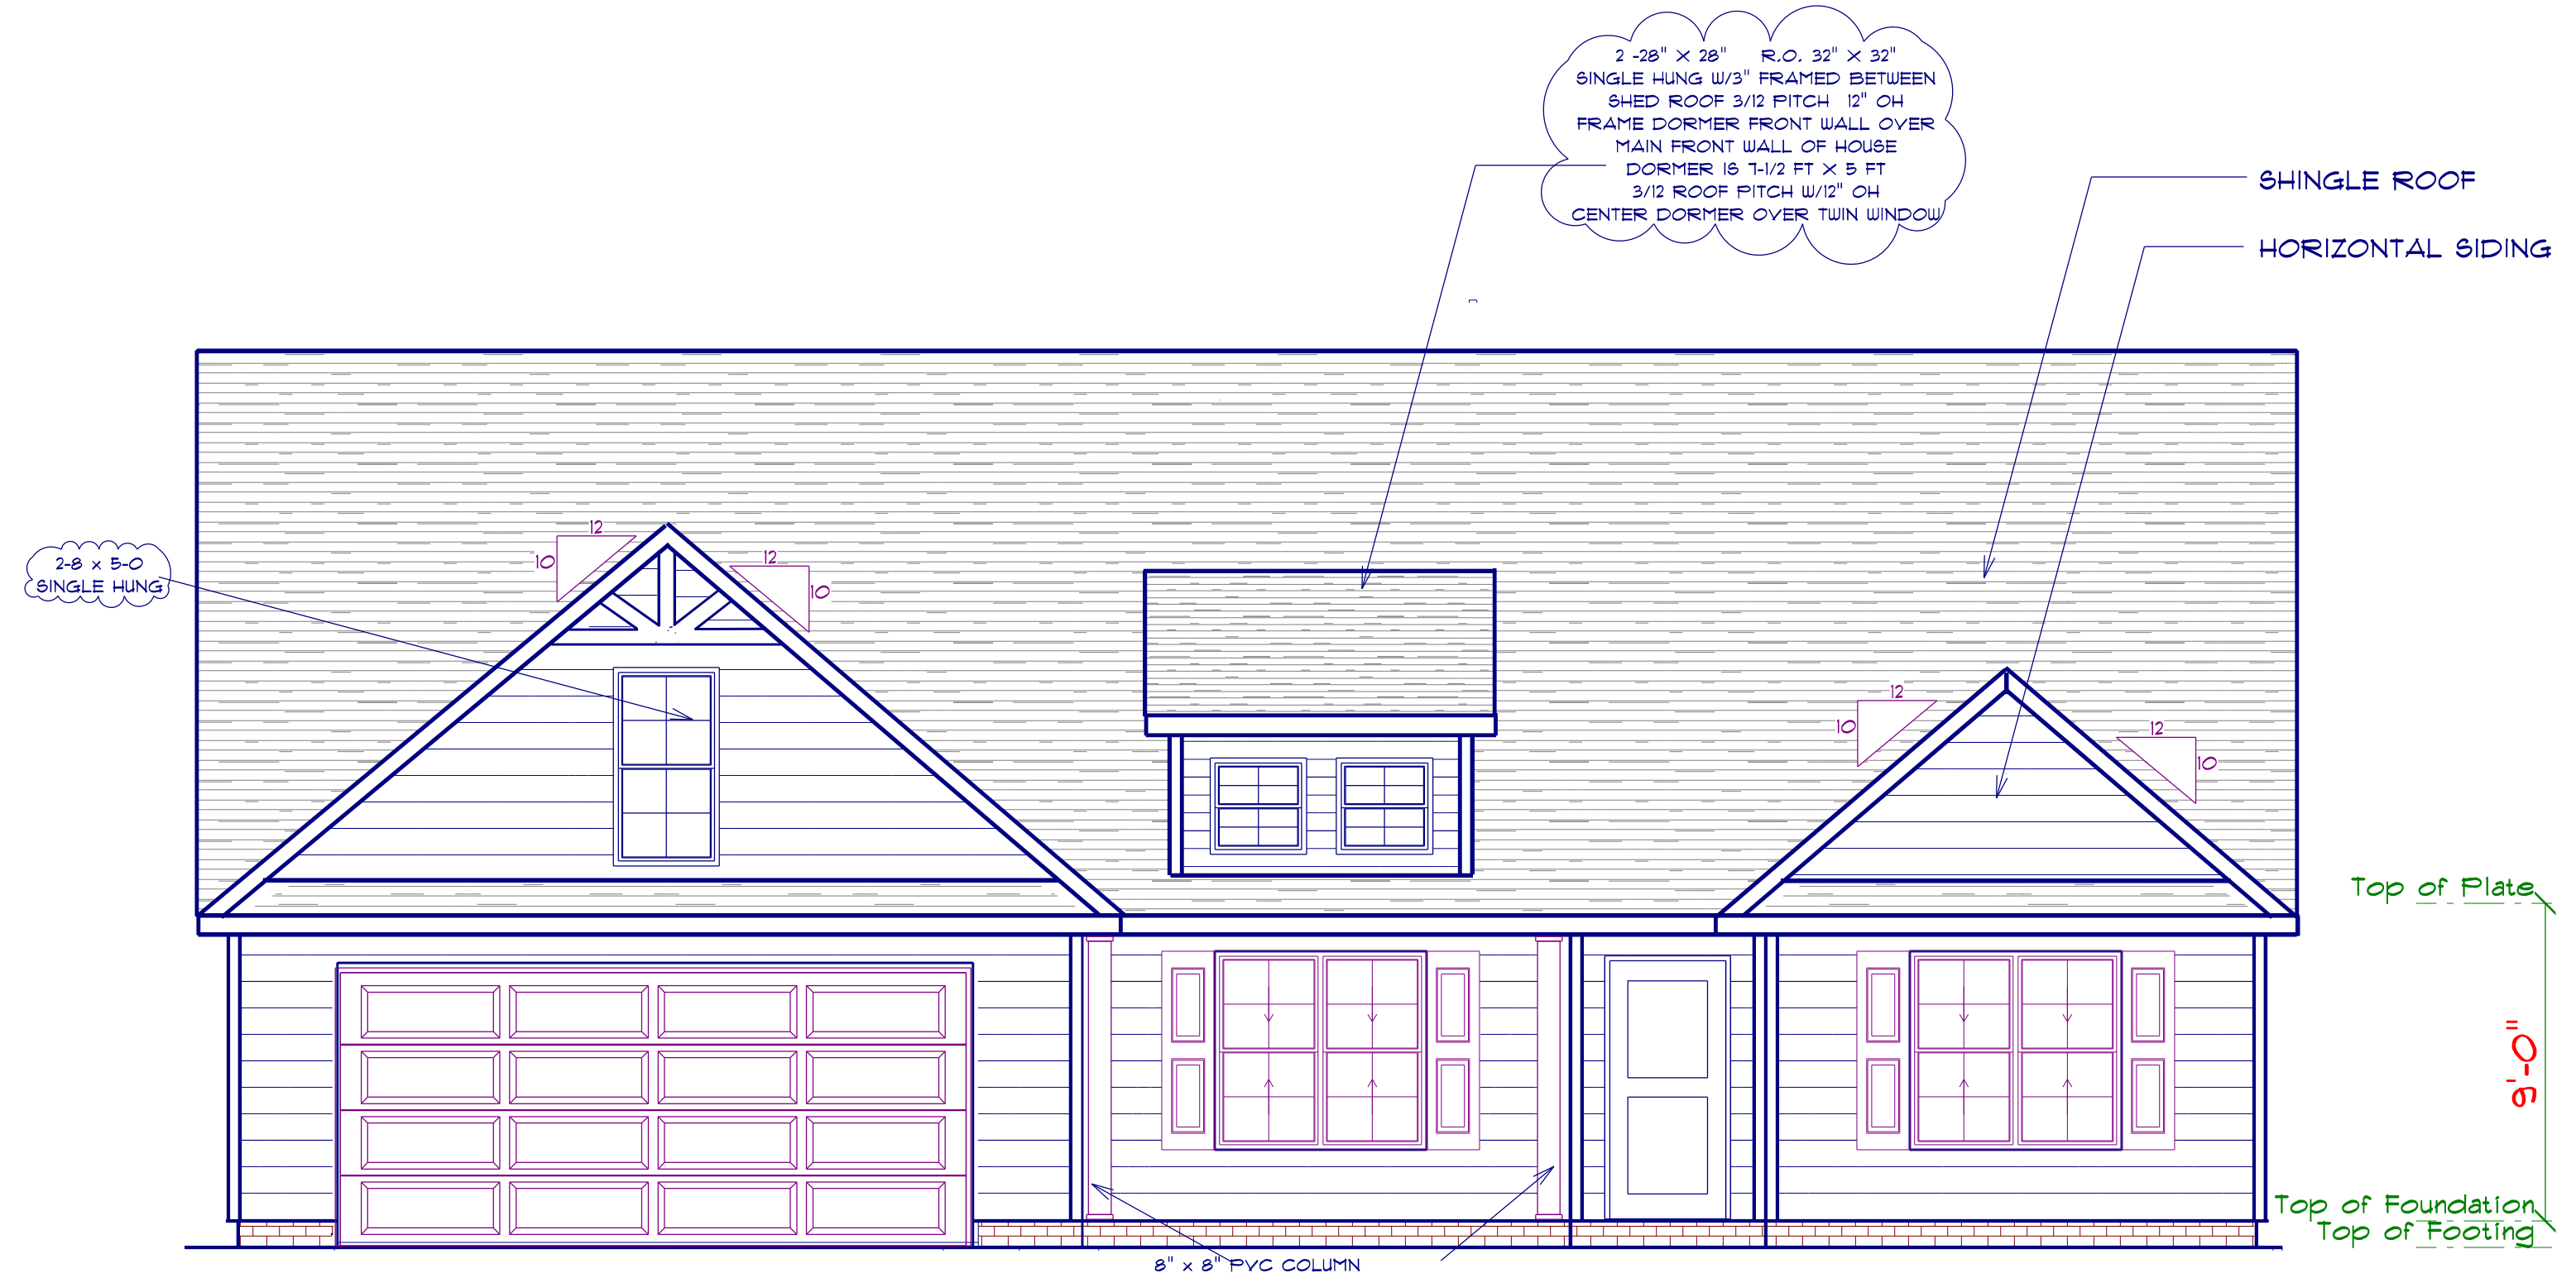 2 -28" X 28" R.O. 32" X 32"
SINGLE HUNG W/3" FRAMED BETWEEN
SHED ROOF 3/12 PITCH 12" OH
FRAME DORMER FRONT WALL OVER
MAIN FRONT WALL OF HOUSE
DORMER IS 7-1/2 FT X 5 FT
3/12 ROOF PITCH W/12" OH
CENTER DORMER OVER TWIN WINDOW
SHINGLE ROOF
HORIZONTAL SIDING
12
10
12
10
2-8 x 5-0
SINGLE HUNG
12
10
12
10
Top of Plate
9'-0"
Top of Foundation
Top of Footing
8" x 8" PVC COLUMN